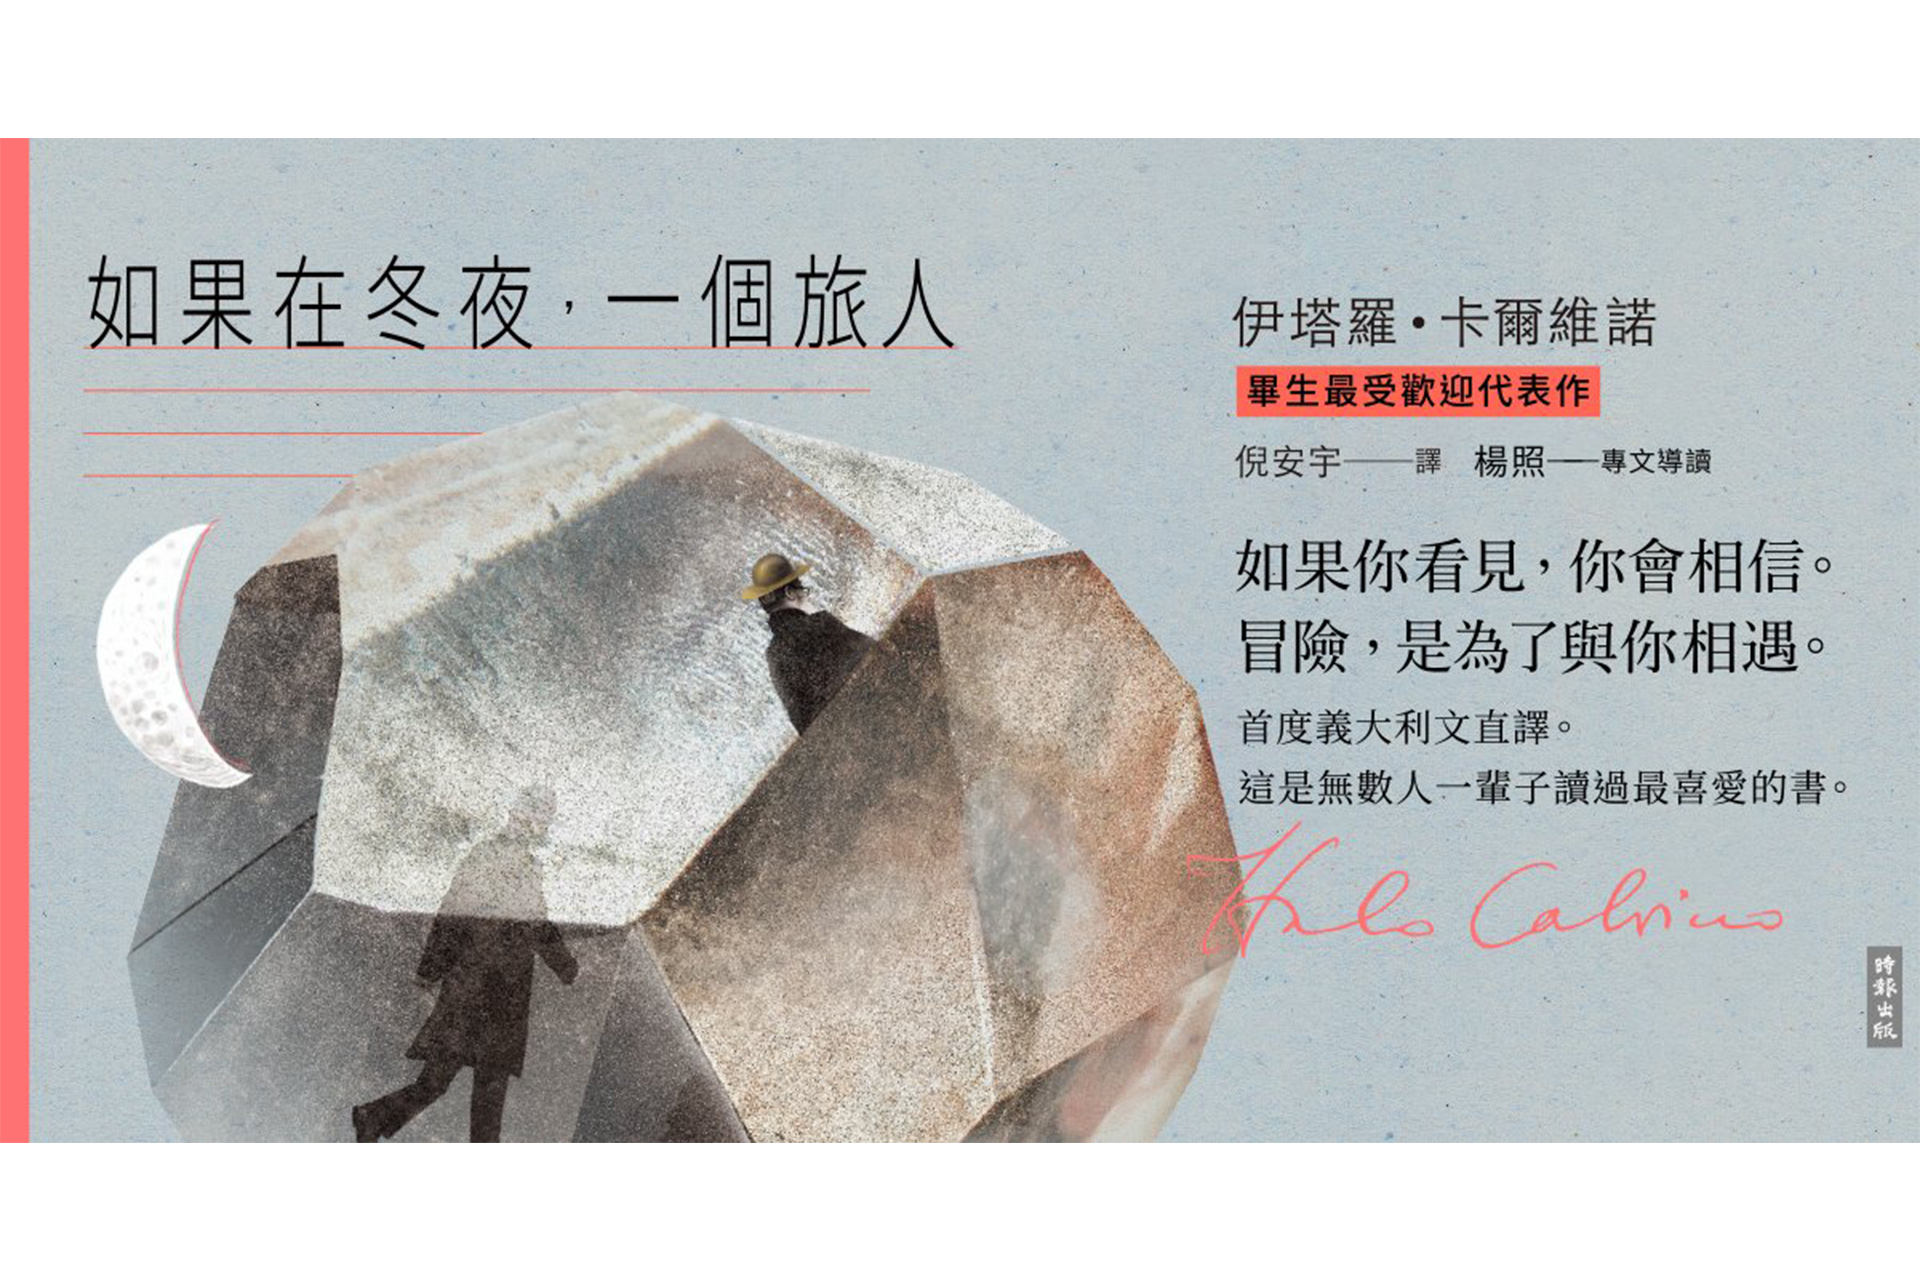 如果在冬夜，一個旅人
伊塔羅・卡爾維諾
畢生最受歡迎代表作
倪安宇——譯 楊照——專文導讀
如果你看見，你會相信。
冒險，是為了與你相遇。
首度義大利文直譯。
這是無數人一輩子讀過最喜愛的書。
Italo Calvino
時報出版